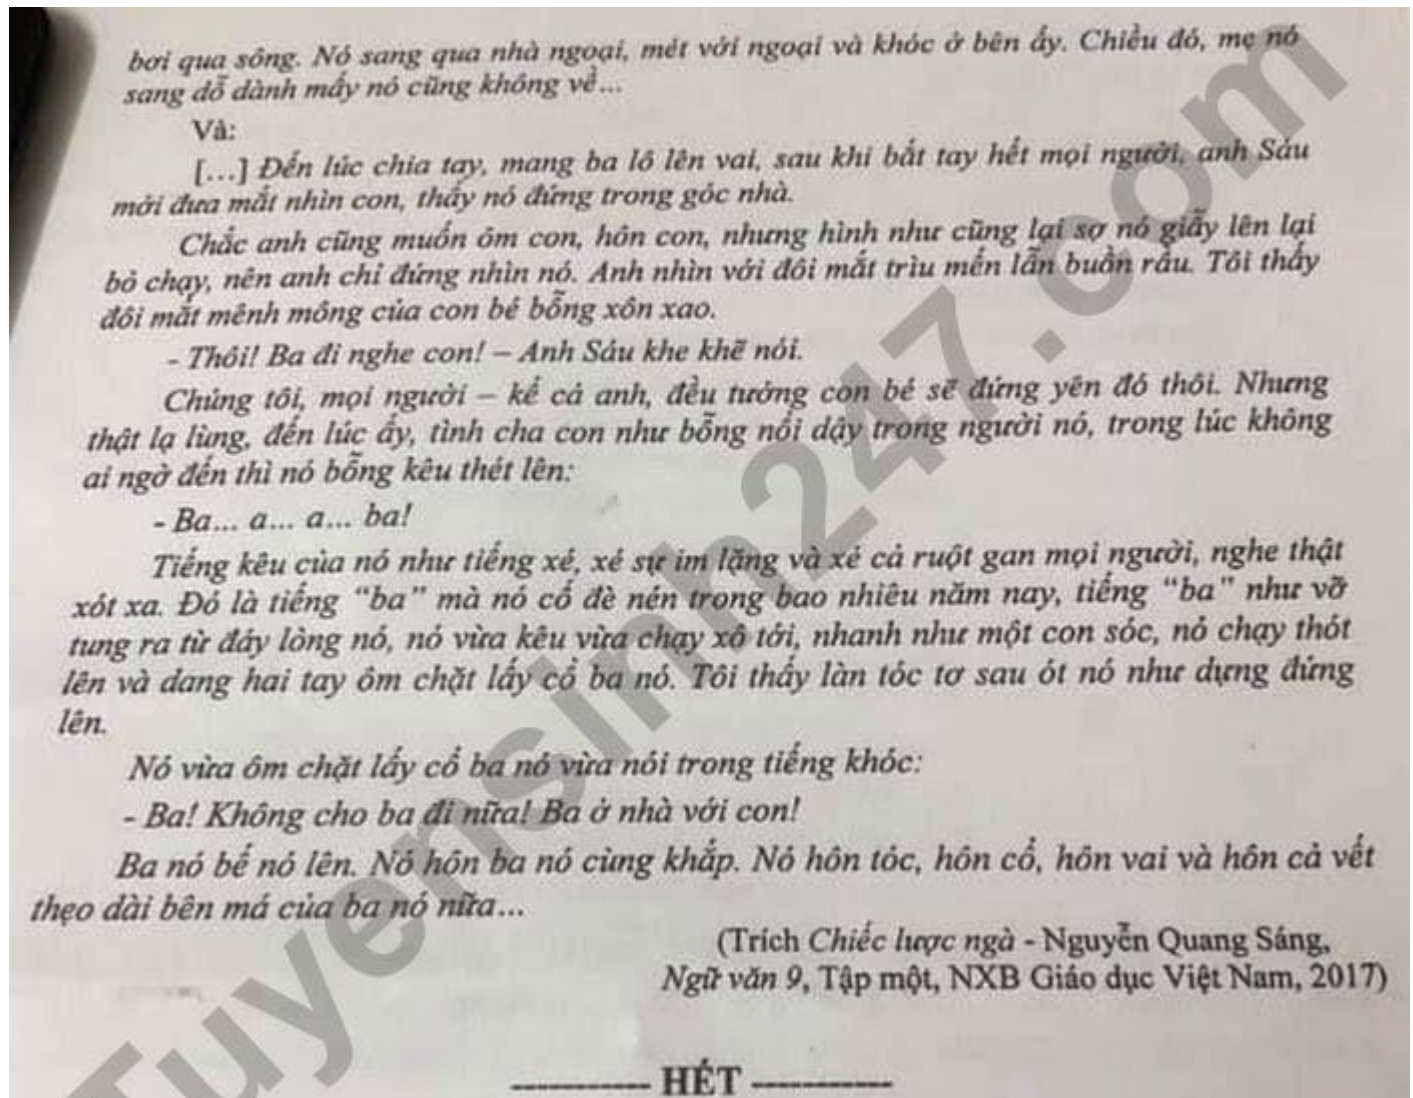 bơi qua sông. Nó sang qua nhà ngoại, mét với ngoại và khóc ở bên ấy. Chiều đó, mẹ nó
sang dỗ dành mấy nó cũng không về...
Và:
[...] Đến lúc chia tay, mang ba lô lên vai, sau khi bắt tay hết mọi người, anh Sáu
mới đưa mắt nhìn con, thấy nó đứng trong góc nhà.
Chắc anh cũng muốn ôm con, hôn con, nhưng hình như cũng lại sợ nó giẫy lên lại
bỏ chạy, nên anh chỉ đứng nhìn nó. Anh nhìn với đôi mắt trìu mến lẫn buồn rầu. Tôi thấy
đôi mắt mênh mông của con bé bỗng xôn xao.
- Thôi! Ba đi nghe con! – Anh Sáu khe khẽ nói.
Chúng tôi, mọi người – kể cả anh, đều tưởng con bé sẽ đứng yên đó thôi. Nhưng
thật lạ lùng, đến lúc ấy, tình cha con như bỗng nổi dậy trong người nó, trong lúc không
ai ngờ đến thì nó bỗng kêu thét lên:
- Ba... a... a... ba!
Tiếng kêu của nó như tiếng xé, xé sự im lặng và xé cả ruột gan mọi người, nghe thật
xót xa. Đó là tiếng “ba” mà nó cố đè nén trong bao nhiêu năm nay, tiếng “ba” như vỡ
tung ra từ đáy lòng nó, nó vừa kêu vừa chạy xô tới, nhanh như một con sóc, nó chạy thót
lên và dang hai tay ôm chặt lấy cổ ba nó. Tôi thấy làn tóc tơ sau ót nó như dựng đứng
lên.
Nó vừa ôm chặt lấy cổ ba nó vừa nói trong tiếng khóc:
- Ba! Không cho ba đi nữa! Ba ở nhà với con!
Ba nó bế nó lên. Nó hôn ba nó cùng khắp. Nó hôn tóc, hôn cổ, hôn vai và hôn cả vết
thẹo dài bên má của ba nó nữa...
(Trích Chiếc lược ngà - Nguyễn Quang Sáng,
Ngữ văn 9, Tập một, NXB Giáo dục Việt Nam, 2017)
----------- HẾT -----------
Tuyensinh247.com